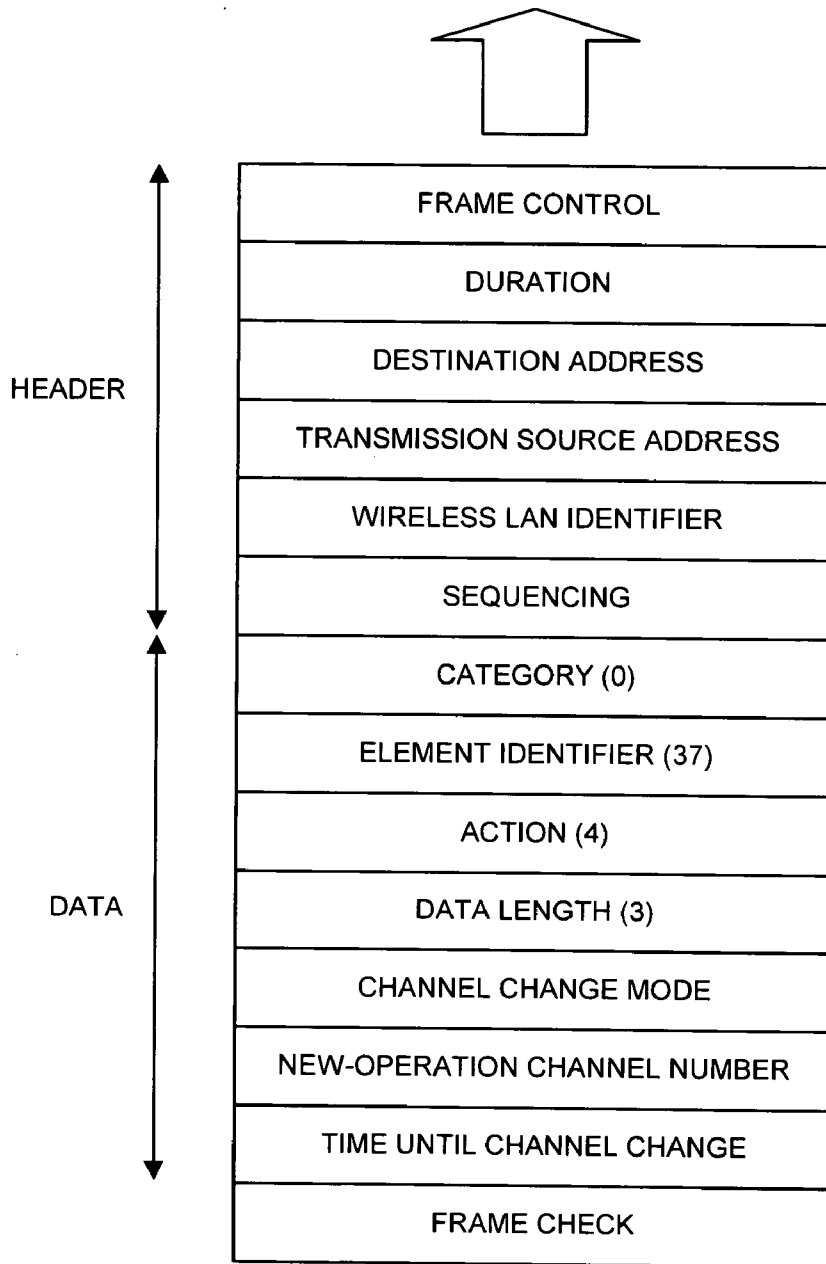 FRAME CONTROL
DURATION
DESTINATION ADDRESS
HEADER
TRANSMISSION SOURCE ADDRESS
WIRELESS LAN IDENTIFIER
SEQUENCING
CATEGORY (0)
ELEMENT IDENTIFIER (37)
ACTION (4)
DATA
DATA LENGTH (3)
CHANNEL CHANGE MODE
NEW-OPERATION CHANNEL NUMBER
TIME UNTIL CHANNEL CHANGE
FRAME CHECK